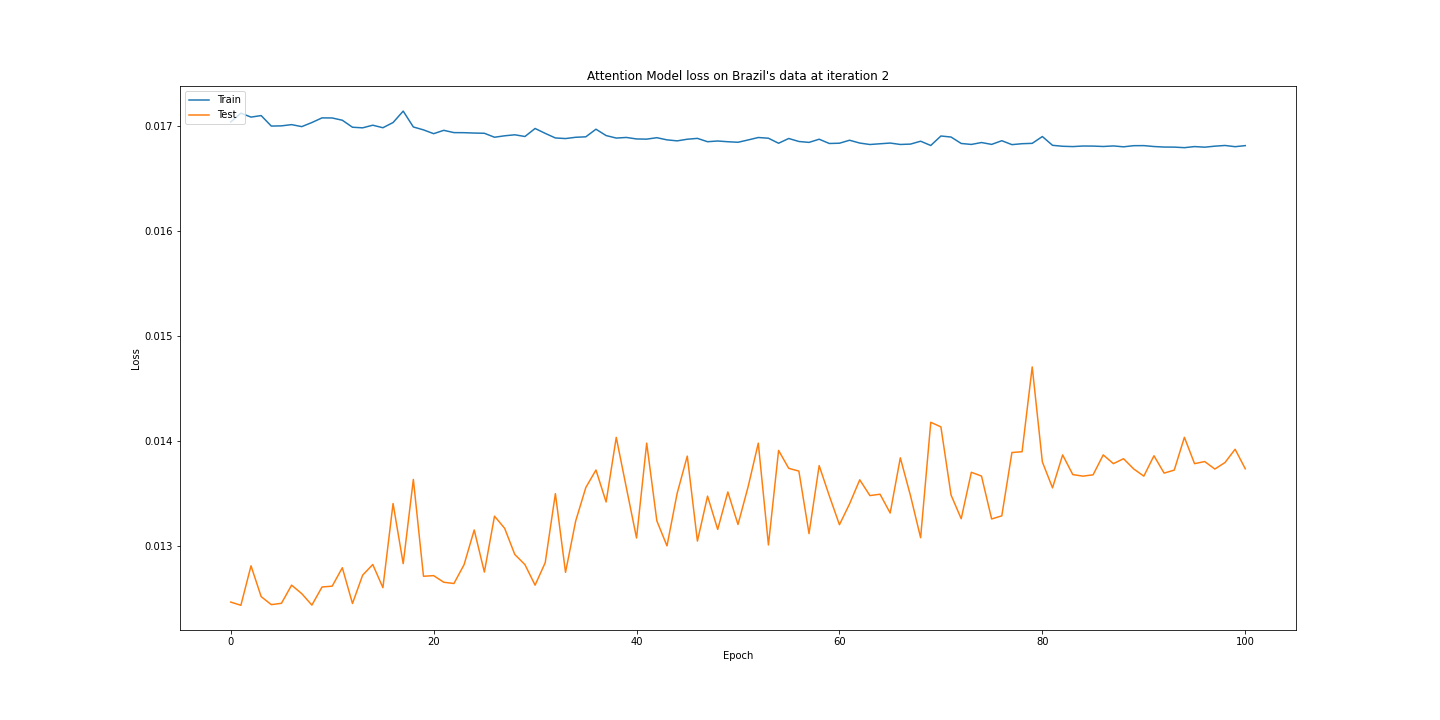 Attention Model loss on Brazil's data at iteration 2
Train
Test
0.017
0.016
0.015
0.014
0.013
Loss
0 20 40 60 80 100
Epoch